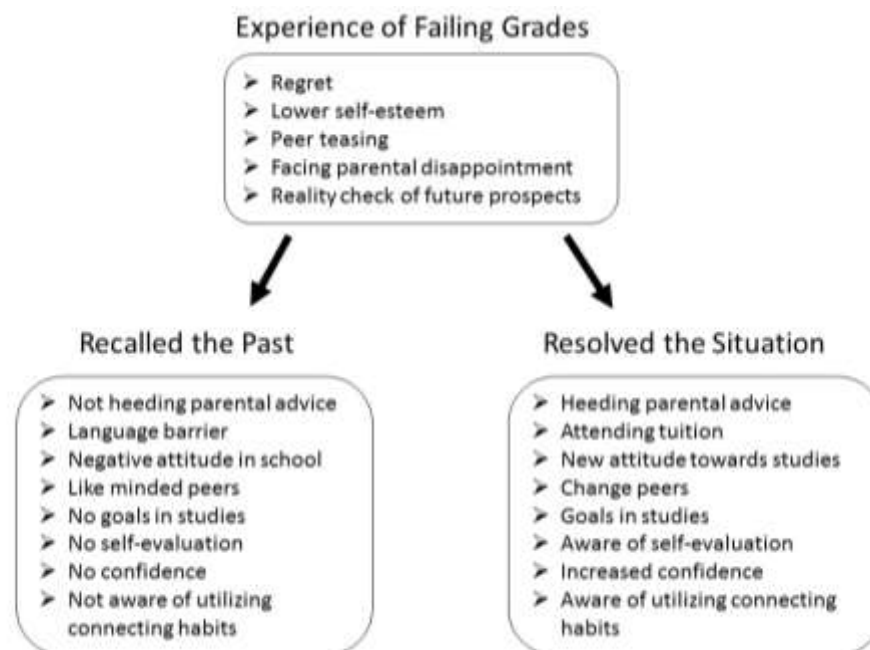 Experience of Failing Grades
➢ Regret
➢ Lower self-esteem
➢ Peer teasing
➢ Facing parental disappointment
➢ Reality check of future prospects
Recalled the Past
➢ Not heeding parental advice
➢ Language barrier
➢ Negative attitude in school
➢ Like minded peers
➢ No goals in studies
➢ No self-evaluation
➢ No confidence
➢ Not aware of utilizing
connecting habits
Resolved the Situation
➢ Heeding parental advice
➢ Attending tuition
➢ New attitude towards studies
➢ Change peers
➢ Goals in studies
➢ Aware of self-evaluation
➢ Increased confidence
➢ Aware of utilizing connecting
habits